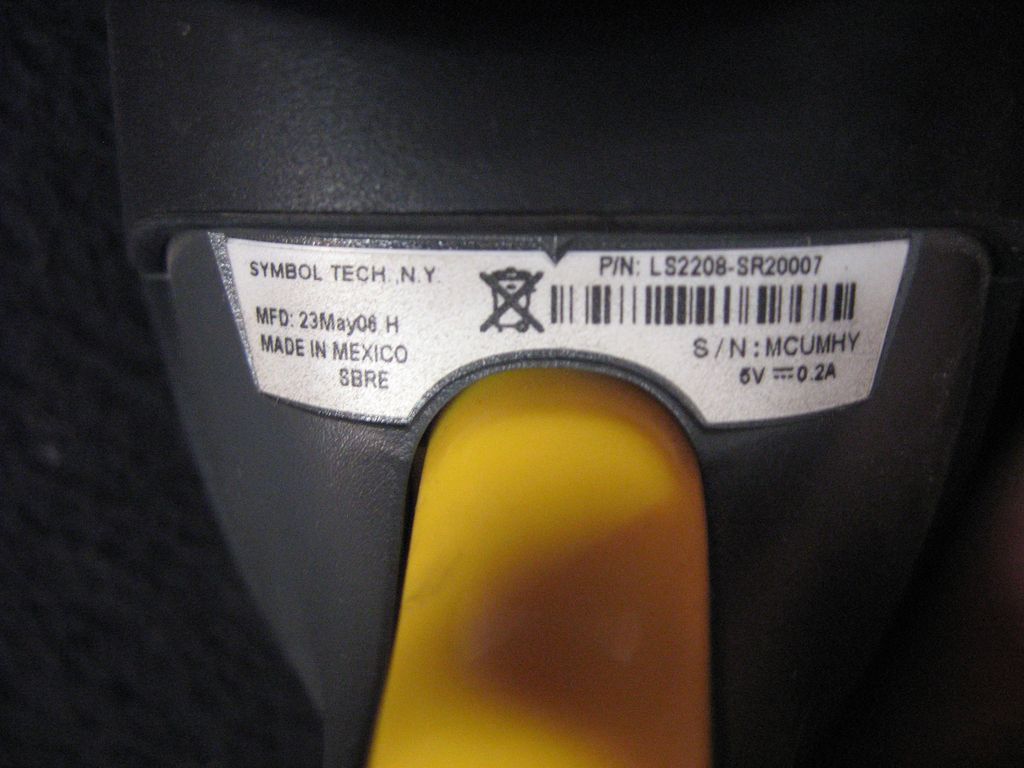 SYMBOL TECH., N.Y.
MFD: 23May06 H
MADE IN MEXICO
SBRE
P/N: LS2208-SR20007
S/N: MCUMHY
5V ⎓ 0.2A